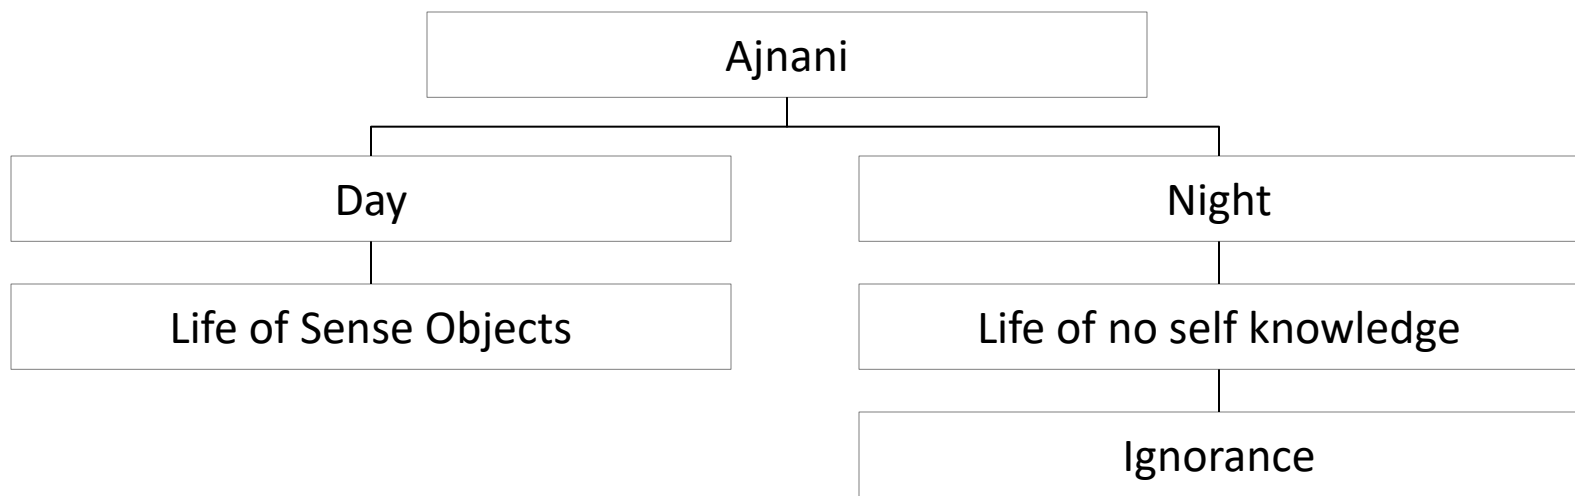 Ajnani
Day
Night
Life of Sense Objects
Life of no self knowledge
Ignorance